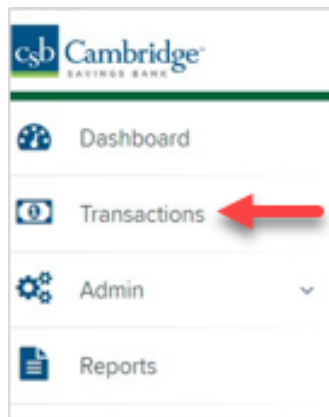 csb Cambridge
SAVINGS BANK
Dashboard
Transactions
Admin
Reports